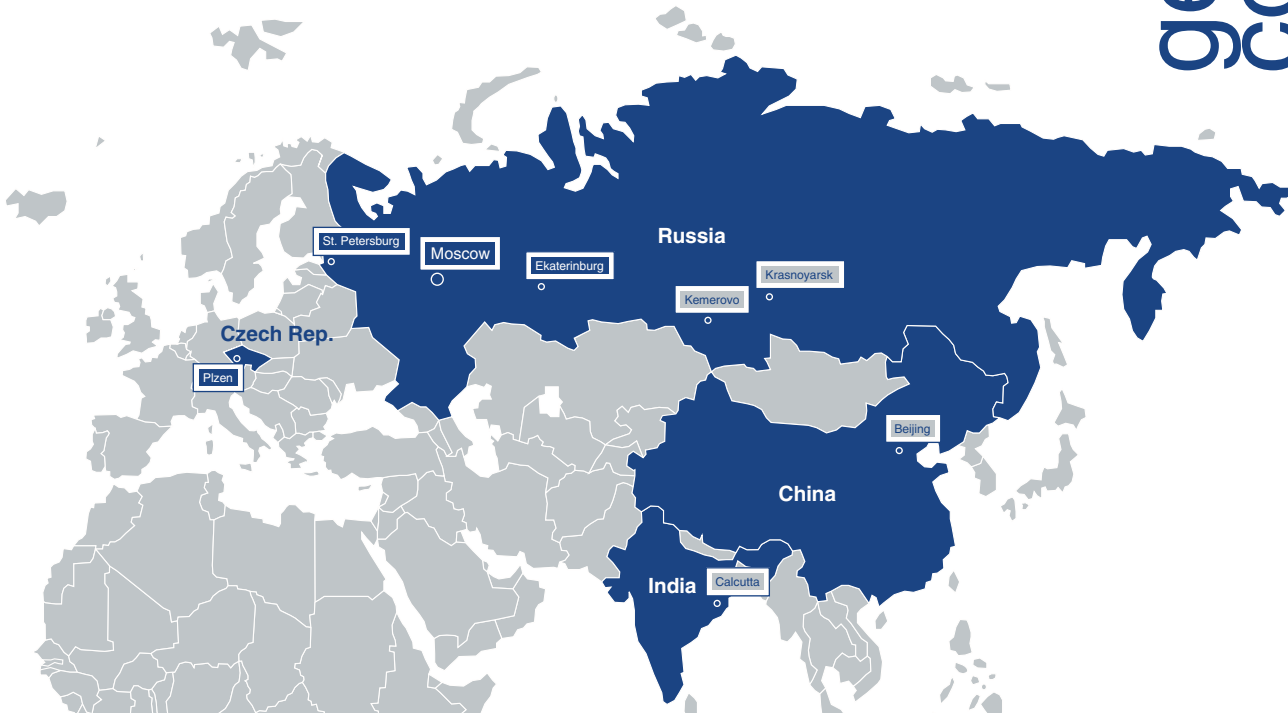 Russia
St. Petersburg
Moscow
Ekaterinburg
Krasnoyarsk
Kemerovo
Czech Rep.
Plzen
Beijing
China
India
Calcutta